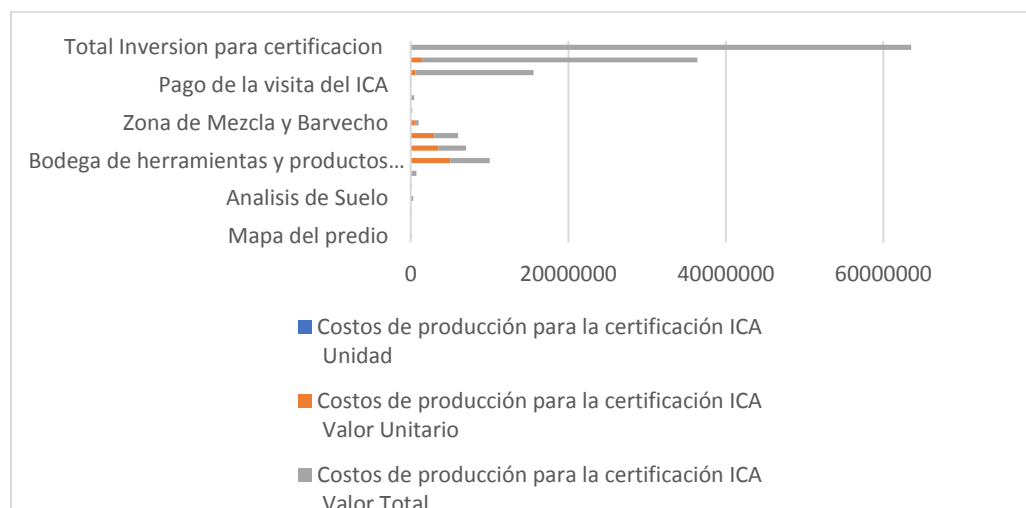 Total Inversion para certificacion
Pago de la visita del ICA
Zona de Mezcla y Barvecho
Bodega de herramientas y productos...
Analisis de Suelo
Mapa del predio
0 20000000 40000000 60000000
Costos de producción para la certificación ICA
Unidad
Costos de producción para la certificación ICA
Valor Unitario
Costos de producción para la certificación ICA
Valor Total